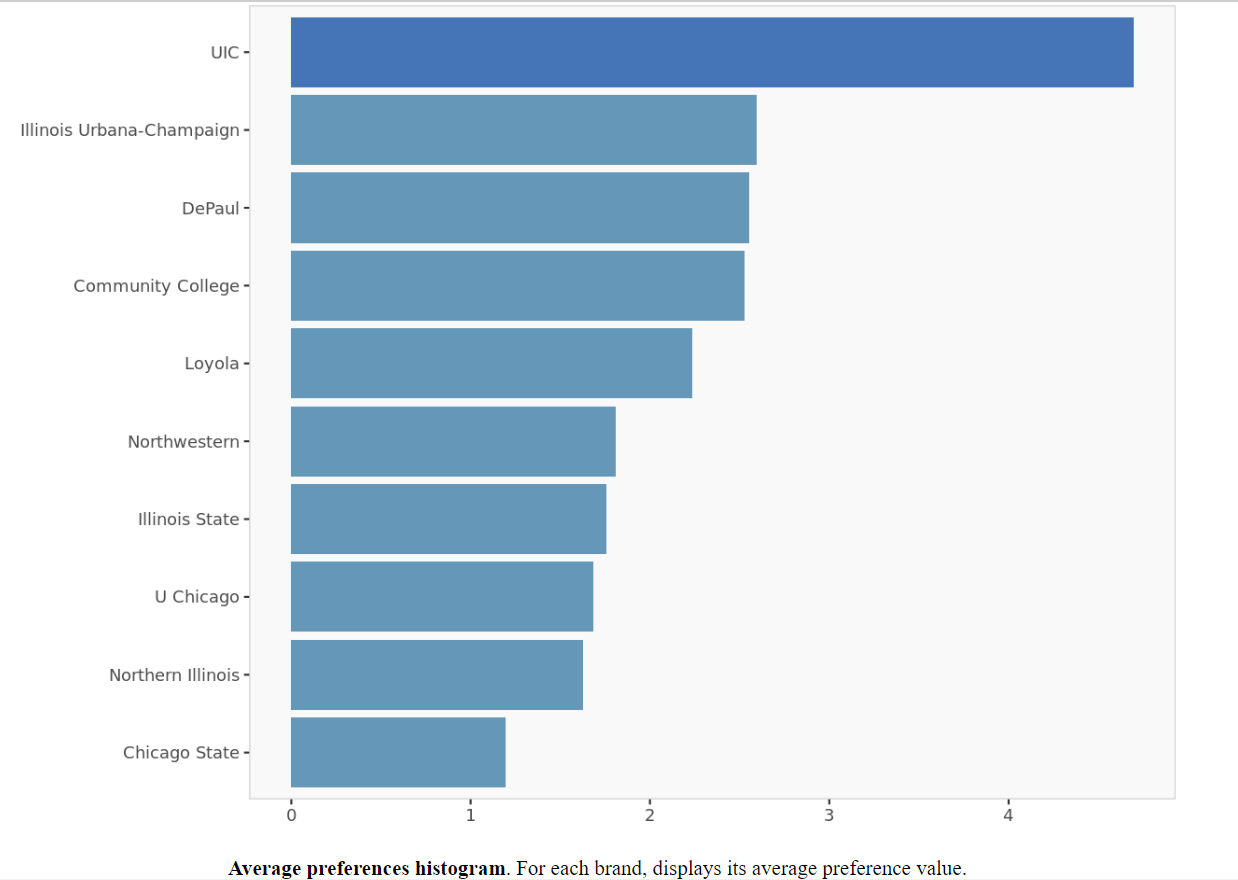 UIC
Illinois Urbana-Champaign
DePaul
Community College
Loyola
Northwestern
Illinois State
U Chicago
Northern Illinois
Chicago State
0 1 2 3 4
Average preferences histogram. For each brand, displays its average preference value.